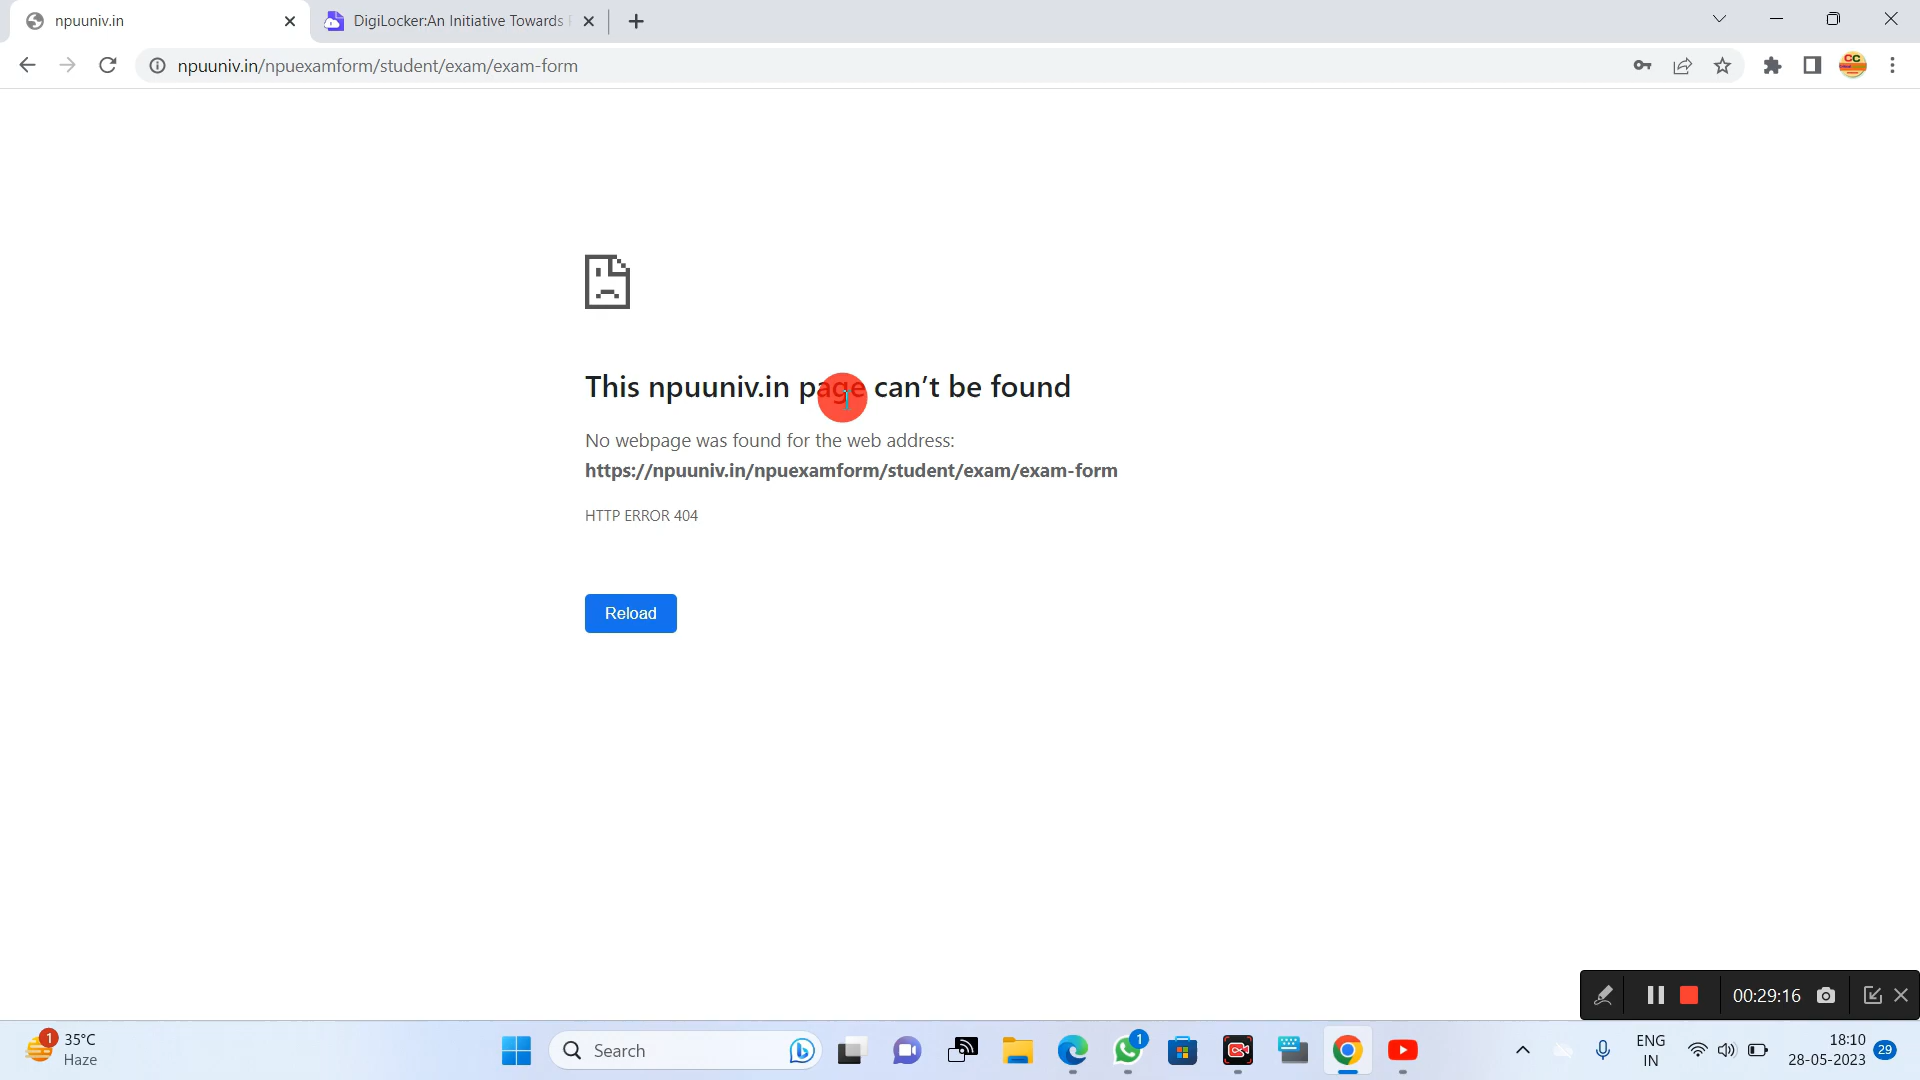 npuuniv.in
DigiLocker:An Initiative Towards
npuuniv.in/npuexamform/student/exam/exam-form
CC
This npuuniv.in page can’t be found
No webpage was found for the web address:
https://npuuniv.in/npuexamform/student/exam/exam-form
HTTP ERROR 404
Reload
00:29:16
1
35°C
Haze
Search
1
ENG
IN
18:10
28-05-2023
29